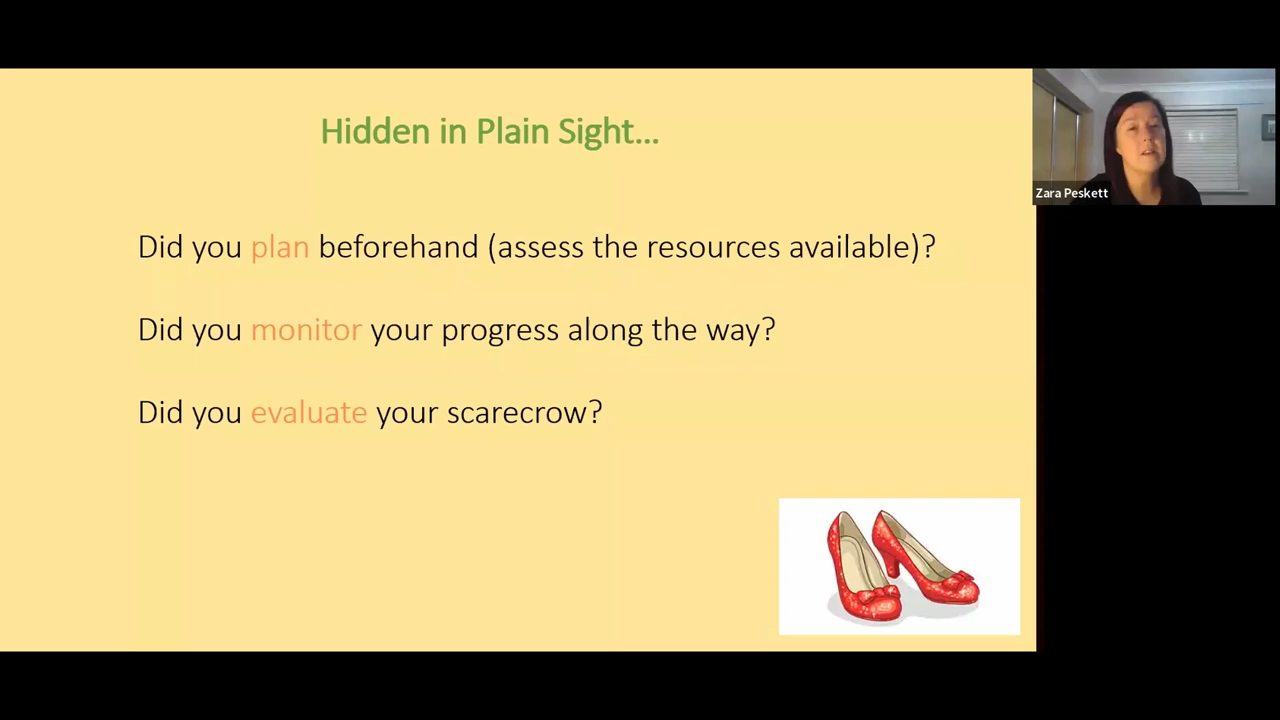 Hidden in Plain Sight...
Zara Peskett
Did you plan beforehand (assess the resources available)?
Did you monitor your progress along the way?
Did you evaluate your scarecrow?